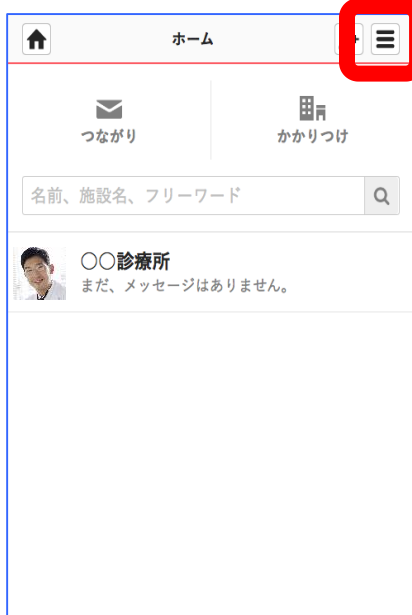 ホーム
つながり
かかりつけ
名前、施設名、フリーワード
〇〇診療所
まだ、メッセージはありません。